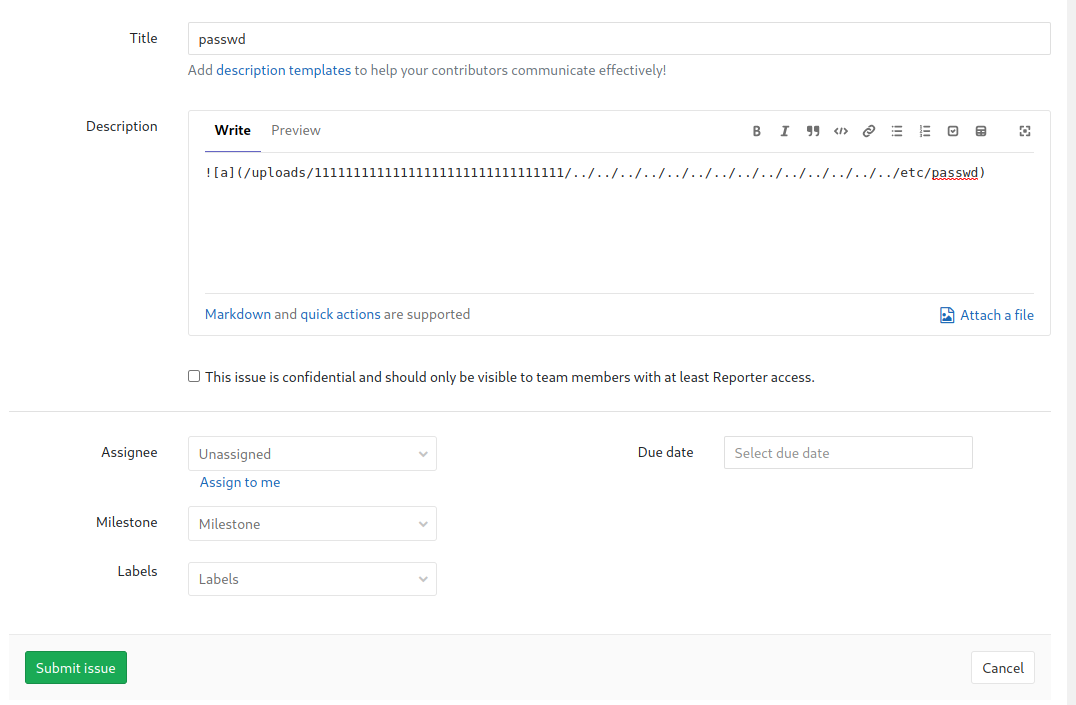 Title
passwd
Add description templates to help your contributors communicate effectively!
Description
Write Preview
![a](/uploads/11111111111111111111111111111111/../../../../../../../../../../../../../../etc/passwd)
Markdown and quick actions are supported
Attach a file
This issue is confidential and should only be visible to team members with at least Reporter access.
Assignee
Unassigned
Due date
Select due date
Assign to me
Milestone
Milestone
Labels
Labels
Submit issue
Cancel